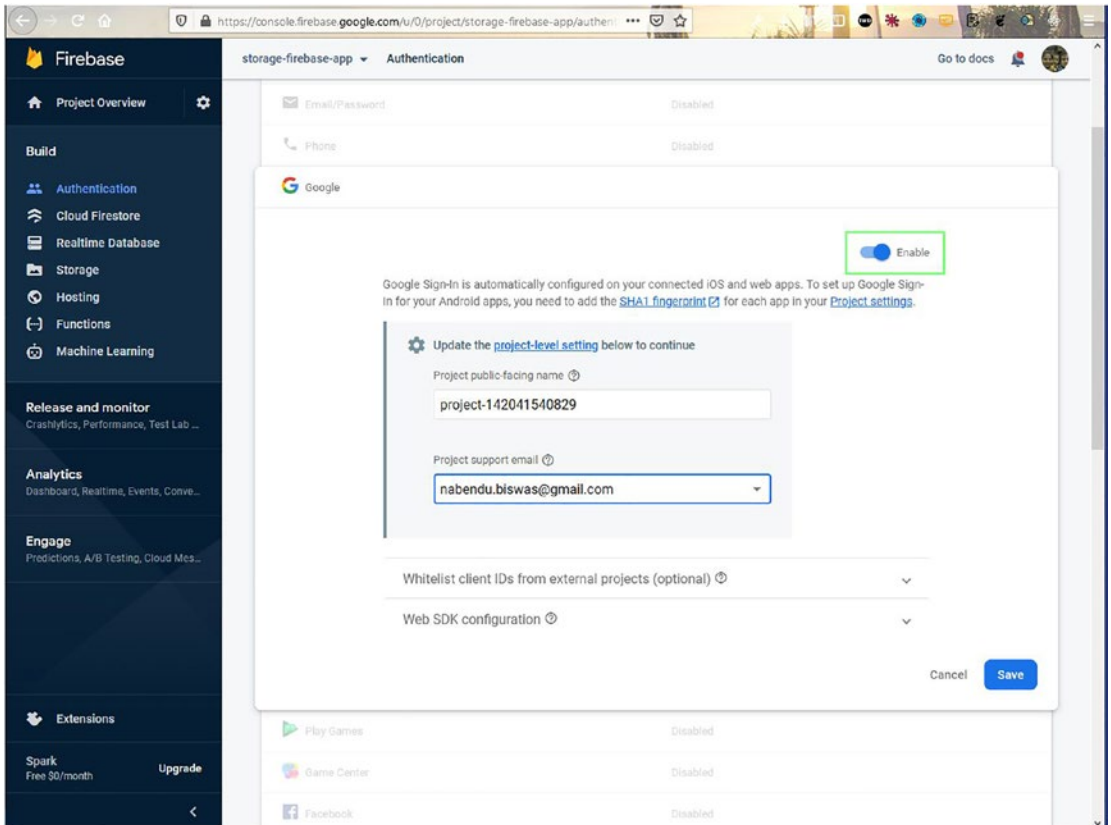 https://console.firebase.google.com/u/0/project/storage-firebase-app/authen
Firebase
storage-firebase-app
Authentication
Go to docs
Project Overview
Email/Password
Disabled
Phone
Disabled
Build
Authentication
Cloud Firestore
Realtime Database
Storage
Hosting
Functions
Machine Learning
Release and monitor
Crashlytics, Performance, Test Lab ...
Analytics
Dashboard, Realtime, Events, Conve...
Engage
Predictions, A/B Testing, Cloud Mes...
Extensions
Spark
Free $0/month
Upgrade
Google
Enable
Google Sign-In is automatically configured on your connected iOS and web apps. To set up Google Sign-
In for your Android apps, you need to add the SHA1 fingerprint for each app in your Project settings.
Update the project-level setting below to continue
Project public-facing name
project-142041540829
Project support email
nabendu.biswas@gmail.com
Whitelist client IDs from external projects (optional)
Web SDK configuration
Cancel
Save
Play Games
Disabled
Game Center
Disabled
Facebook
Disabled